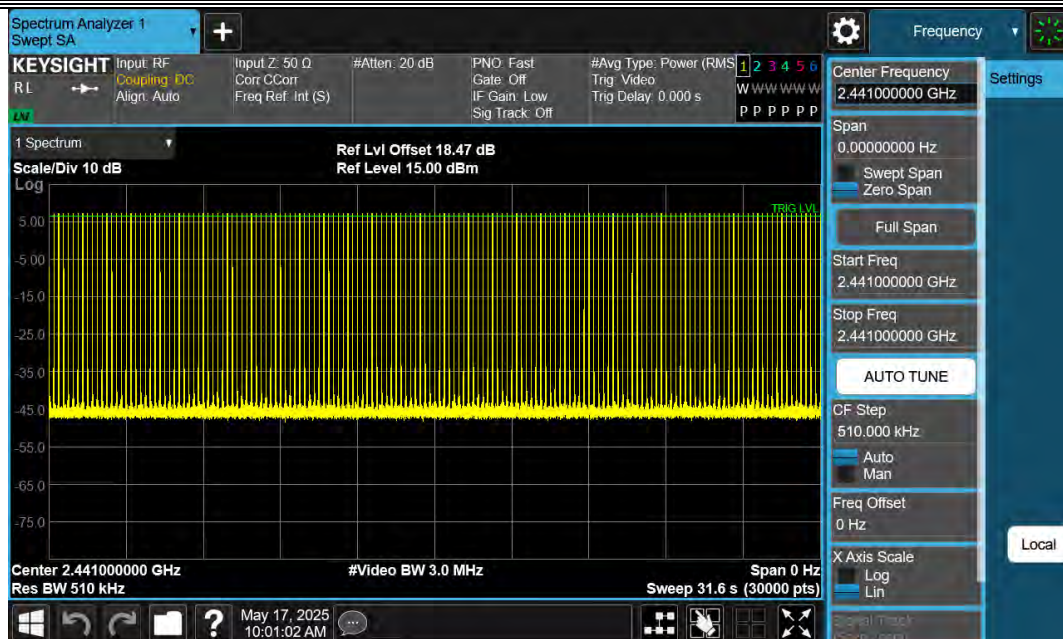 Spectrum Analyzer 1
Swept SA
+
Frequency
KEYSIGHT
RL
LNI
Input: RF
Coupling: DC
Align: Auto
Input Z: 50 Ω
Corr CCorr
Freq Ref: Int (S)
#Atten: 20 dB
PNO: Fast
Gate: Off
IF Gain: Low
Sig Track: Off
#Avg Type: Power (RMS
Trig: Video
Trig Delay: 0.000 s
1 2 3 4 5 6
W W W W W W
P P P P P P
1 Spectrum
Scale/Div 10 dB
Ref Lvl Offset 18.47 dB
Ref Level 15.00 dBm
Log
TRIG LVL
5.00
-5.00
-15.0
-25.0
-35.0
-45.0
-55.0
-65.0
-75.0
Center 2.441000000 GHz
Res BW 510 kHz
#Video BW 3.0 MHz
Span 0 Hz
Sweep 31.6 s (30000 pts)
Center Frequency
2.441000000 GHz
Settings
Span
0.00000000 Hz
Swept Span
Zero Span
Full Span
Start Freq
2.441000000 GHz
Stop Freq
2.441000000 GHz
AUTO TUNE
CF Step
510.000 kHz
Auto
Man
Freq Offset
0 Hz
Local
X Axis Scale
Log
Lin
Signal Track
?
May 17, 2025
10:01:02 AM